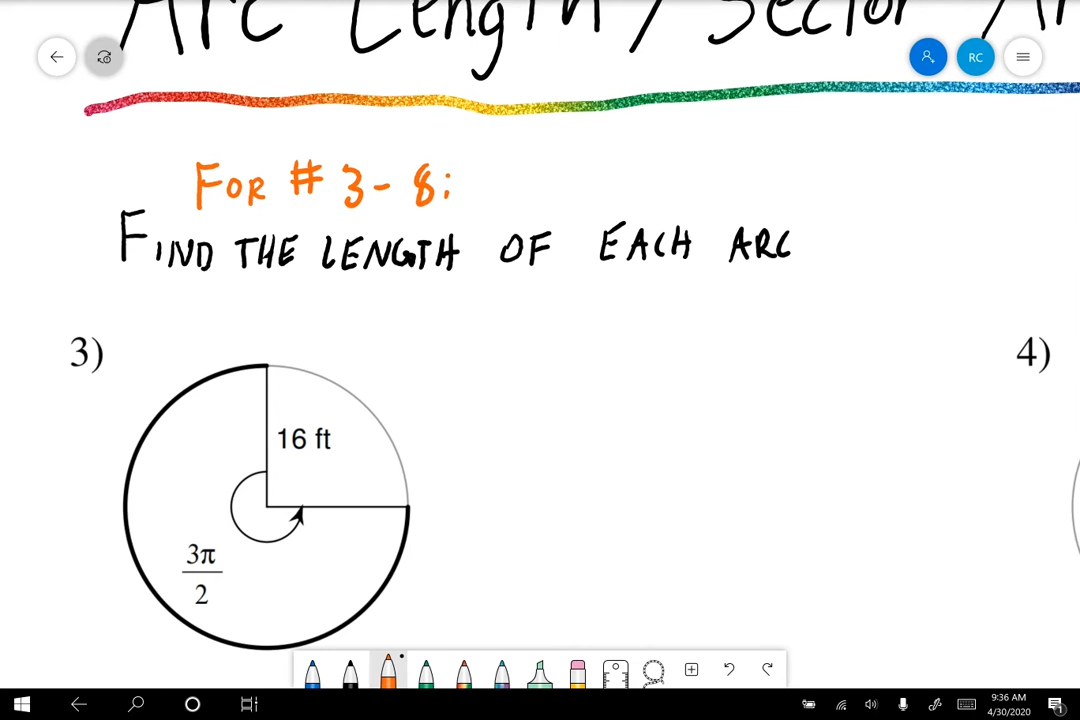 Arc Length / Sector
RC
FOR # 3-8:
FIND THE LENGTH OF EACH ARC
3)
4)
16 ft
3π
2
9:36 AM
4/30/2020
1